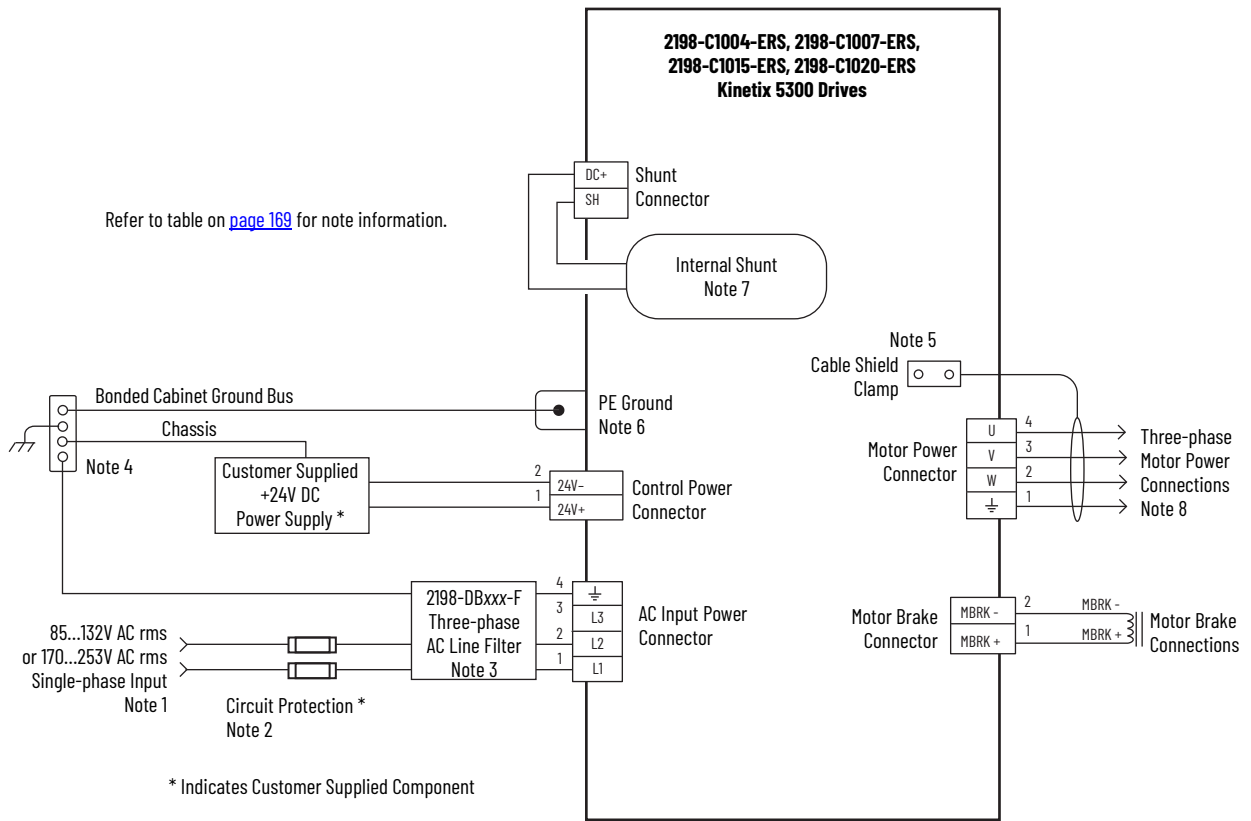 2198-C1004-ERS, 2198-C1007-ERS,
2198-C1015-ERS, 2198-C1020-ERS
Kinetix 5300 Drives
DC+
SH
Shunt
Connector
Refer to table on page 169 for note information.
Internal Shunt
Note 7
Note 5
Cable Shield
Clamp
Bonded Cabinet Ground Bus
Chassis
Note 4
PE Ground
Note 6
Customer Supplied
+24V DC
Power Supply *
2
1
24V-
24V+
Control Power
Connector
Motor Power
Connector
U
V
W
4
3
2
1
Three-phase
Motor Power
Connections
Note 8
85...132V AC rms
or 170...253V AC rms
Single-phase Input
Note 1
Circuit Protection *
Note 2
2198-DBxxx-F
Three-phase
AC Line Filter
Note 3
4
3
2
1
L3
L2
L1
AC Input Power
Connector
Motor Brake
Connector
MBRK -
MBRK +
2
1
MBRK -
MBRK +
Motor Brake
Connections
* Indicates Customer Supplied Component